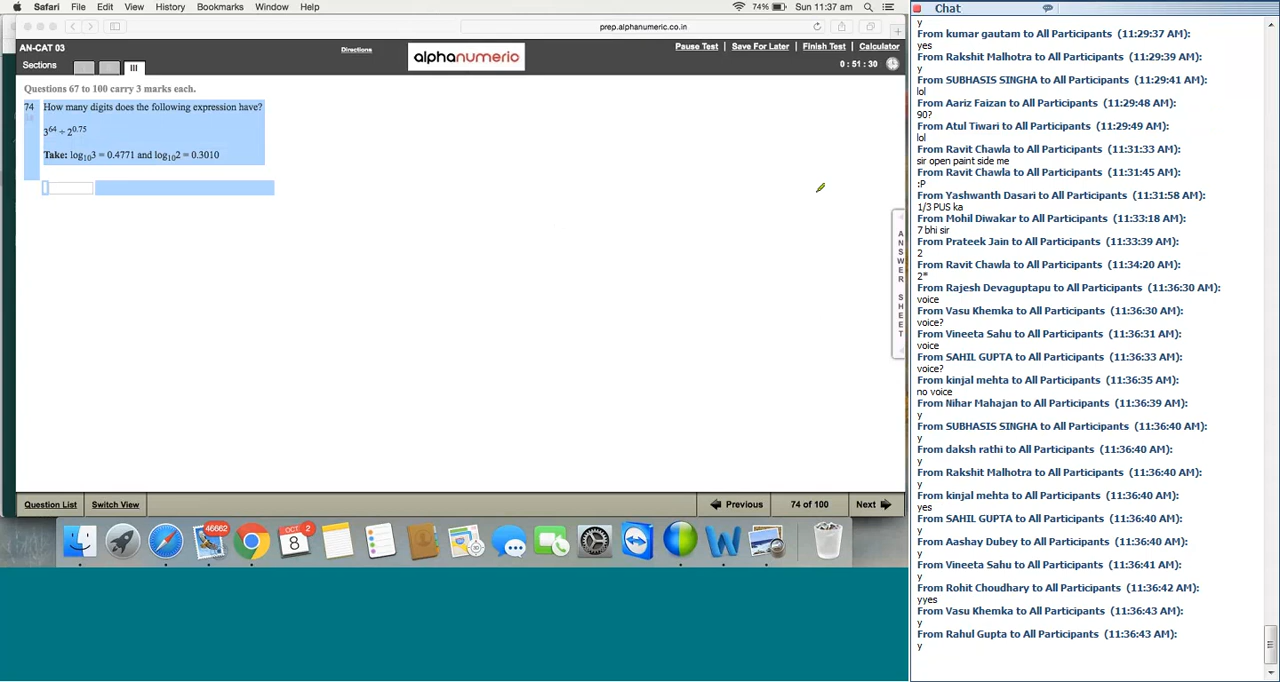 Safari File Edit View History Bookmarks Window Help
74% Sun 11:37 am
prep.alphanumeric.co.in
AN-CAT 03
Directions
alphanumerio
Pause Test | Save For Later | Finish Test | Calculator
Sections
III
0 : 51 : 30
Questions 67 to 100 carry 3 marks each.
74 How many digits does the following expression have?
3^64 ÷ 2^0.75
Take: log₁₀3 = 0.4771 and log₁₀2 = 0.3010
ANSWER SHEET
Question List | Switch View
Previous
74 of 100
Next
46662
OCT 2
8
Chat
y
From kumar gautam to All Participants (11:29:37 AM):
yes
From Rakshit Malhotra to All Participants (11:29:39 AM):
y
From SUBHASIS SINGHA to All Participants (11:29:41 AM):
lol
From Aariz Faizan to All Participants (11:29:48 AM):
90?
From Atul Tiwari to All Participants (11:29:49 AM):
lol
From Ravit Chawla to All Participants (11:31:33 AM):
sir open paint side me
From Ravit Chawla to All Participants (11:31:45 AM):
:P
From Yashwanth Dasari to All Participants (11:31:58 AM):
1/3 PUS ka
From Mohil Diwakar to All Participants (11:33:18 AM):
7 bhi sir
From Prateek Jain to All Participants (11:33:39 AM):
2
From Ravit Chawla to All Participants (11:34:20 AM):
2*
From Rajesh Devaguptapu to All Participants (11:36:30 AM):
voice
From Vasu Khemka to All Participants (11:36:30 AM):
voice?
From Vineeta Sahu to All Participants (11:36:31 AM):
voice
From SAHIL GUPTA to All Participants (11:36:33 AM):
voice?
From kinjal mehta to All Participants (11:36:35 AM):
no voice
From Nihar Mahajan to All Participants (11:36:39 AM):
y
From SUBHASIS SINGHA to All Participants (11:36:40 AM):
y
From daksh rathi to All Participants (11:36:40 AM):
y
From Rakshit Malhotra to All Participants (11:36:40 AM):
y
From kinjal mehta to All Participants (11:36:40 AM):
yes
From SAHIL GUPTA to All Participants (11:36:40 AM):
y
From Aashay Dubey to All Participants (11:36:40 AM):
y
From Vineeta Sahu to All Participants (11:36:41 AM):
y
From Rohit Choudhary to All Participants (11:36:42 AM):
yyes
From Vasu Khemka to All Participants (11:36:43 AM):
y
From Rahul Gupta to All Participants (11:36:43 AM):
y